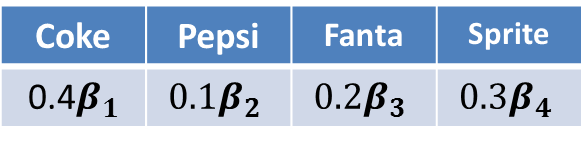 Coke Pepsi Fanta Sprite
0.4β₁ 0.1β₂ 0.2β₃ 0.3β₄